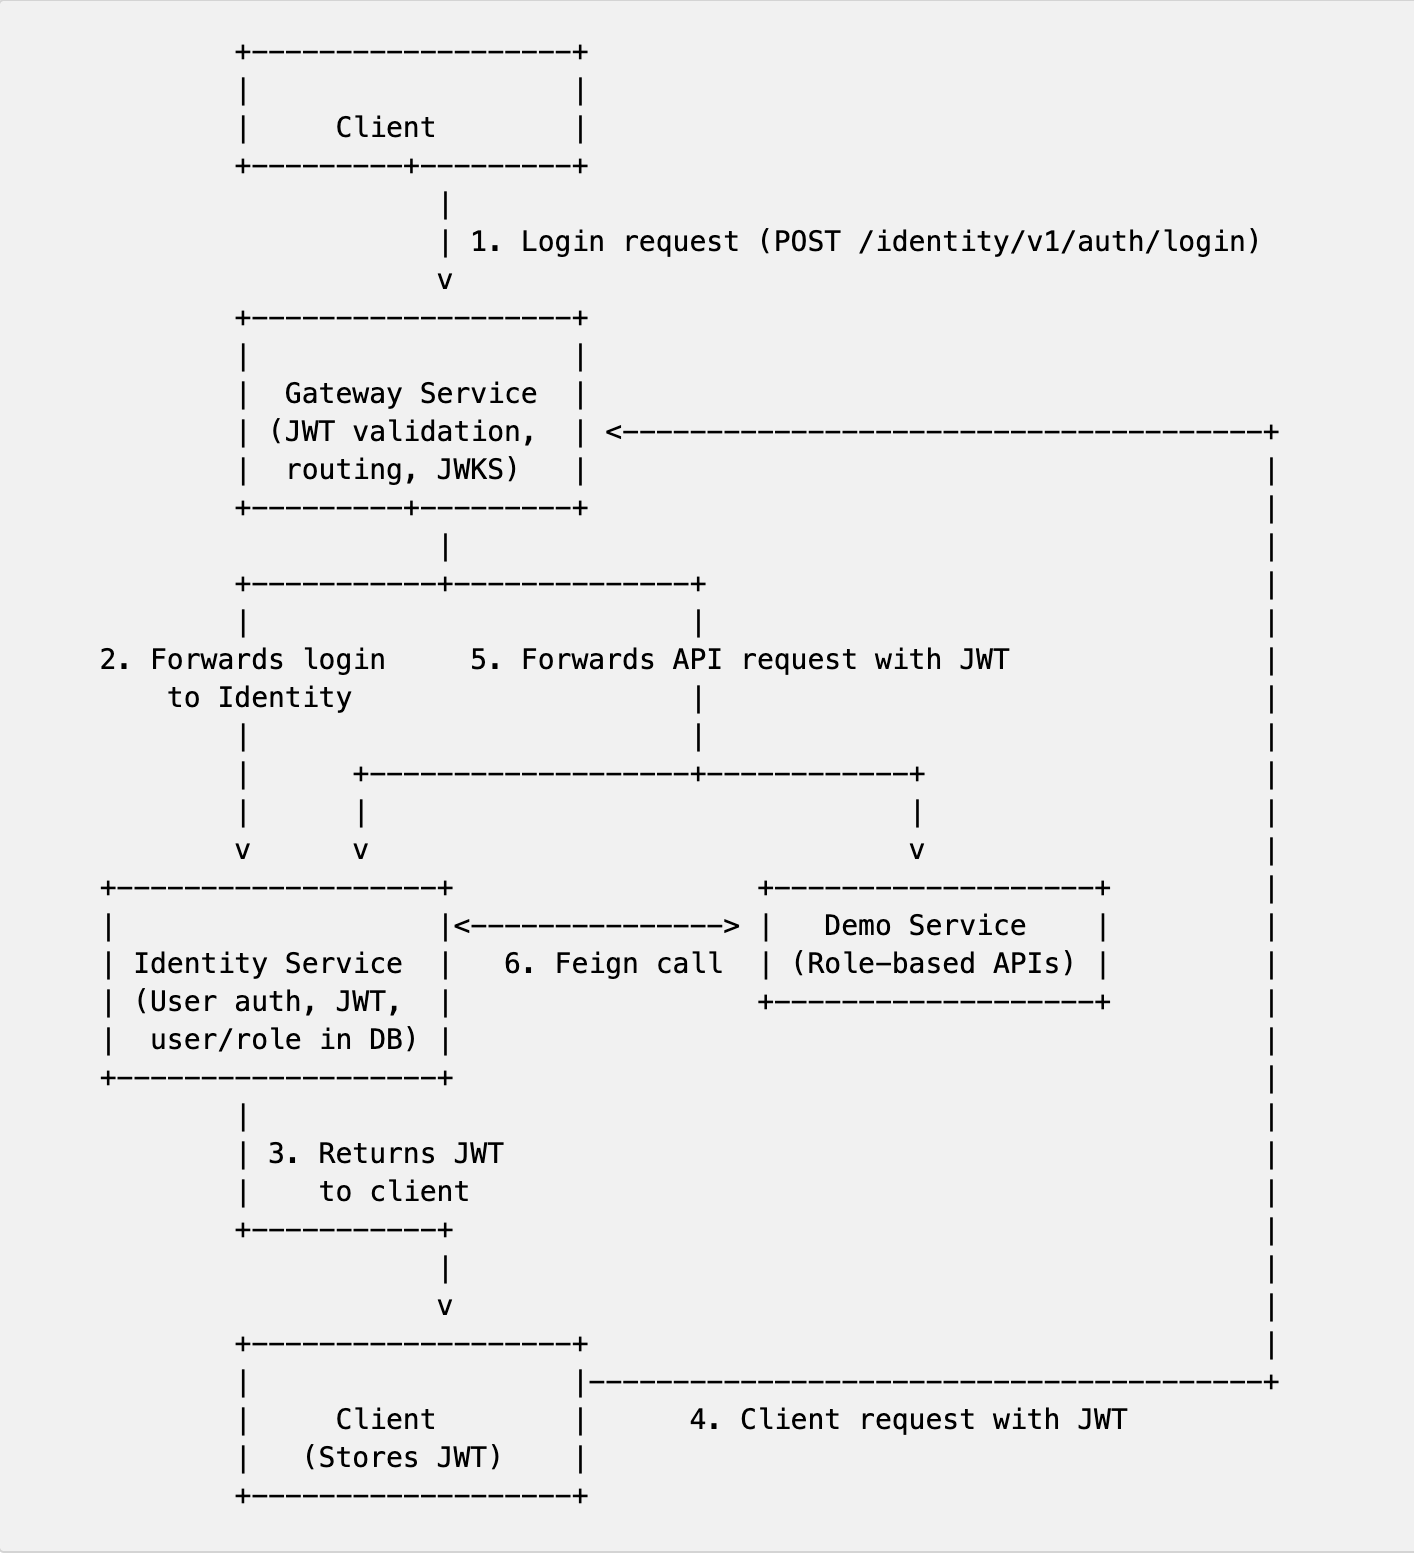 Client
1. Login request (POST /identity/v1/auth/login)
Gateway Service
(JWT validation,
routing, JWKS)
2. Forwards login
to Identity
5. Forwards API request with JWT
Identity Service
(User auth, JWT,
user/role in DB)
6. Feign call
Demo Service
(Role-based APIs)
3. Returns JWT
to client
Client
(Stores JWT)
4. Client request with JWT